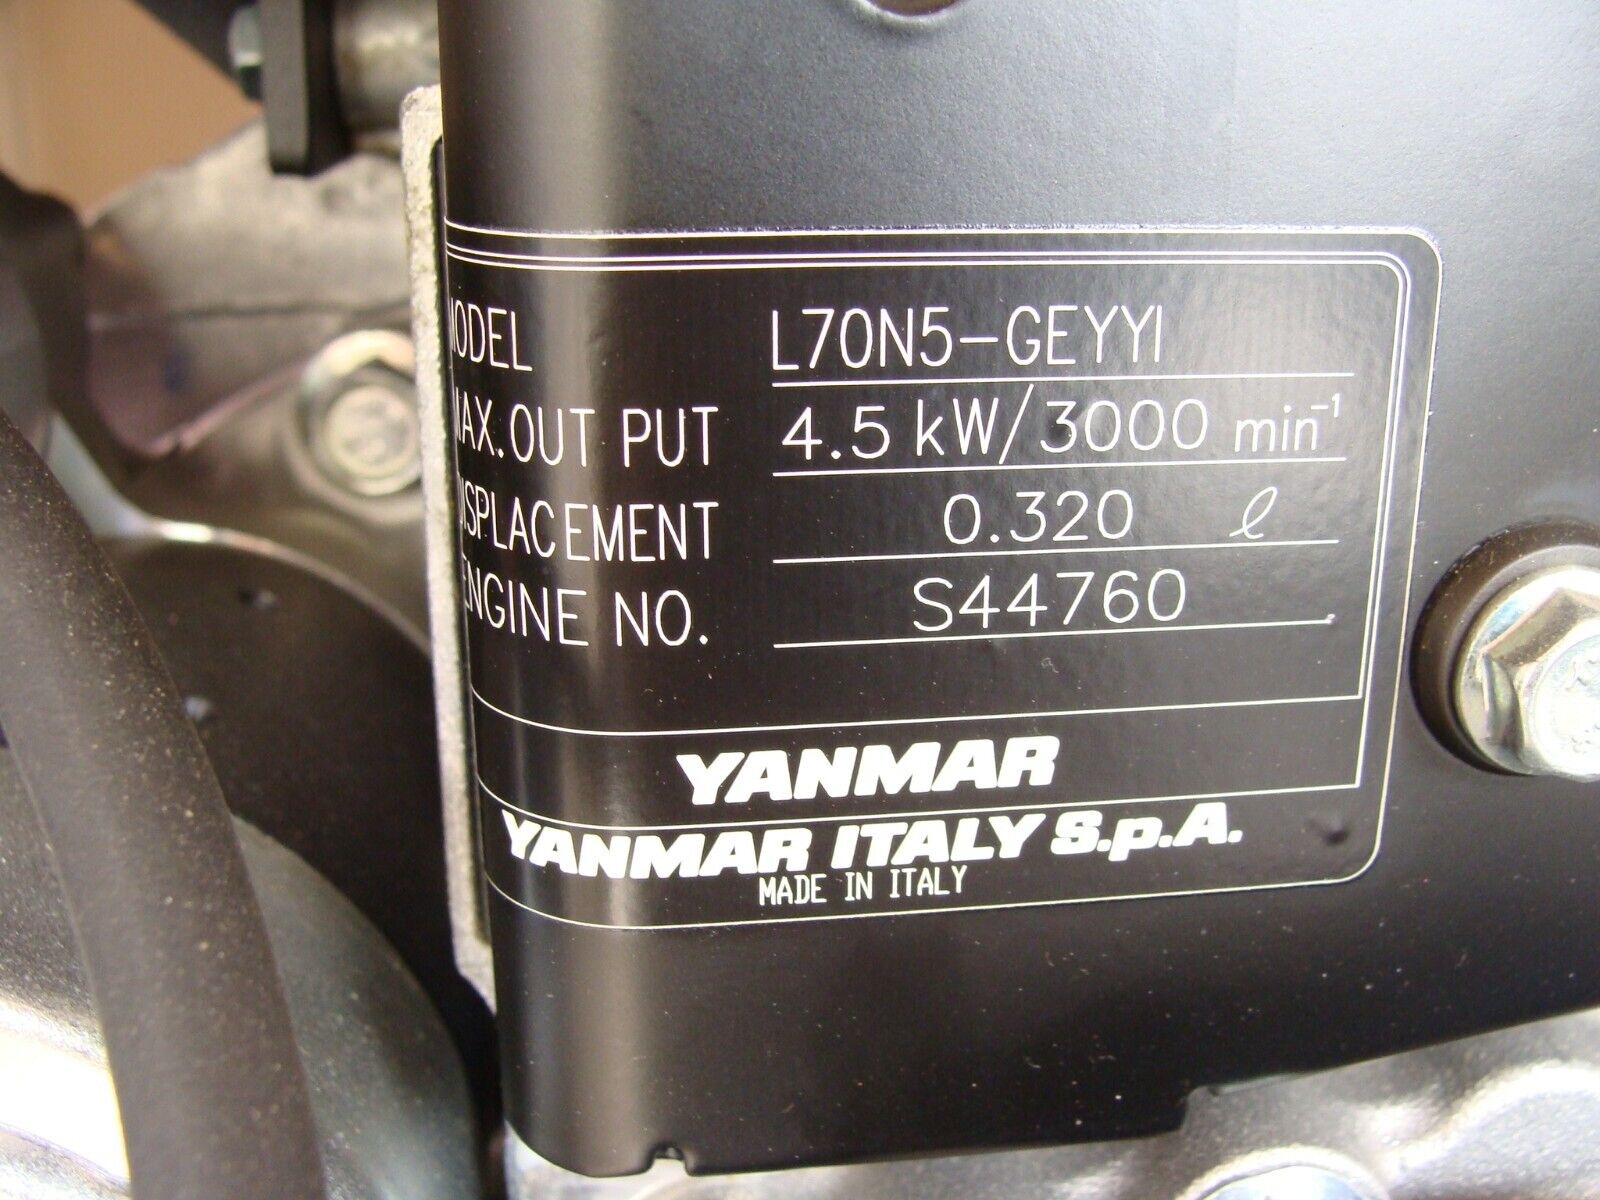 MODEL L70N5-GEYYI
MAX. OUT PUT 4.5 kW/3000 min⁻¹
DISPLACEMENT 0.320 ℓ
ENGINE NO. S44760
YANMAR
YANMAR ITALY S.p.A.
MADE IN ITALY